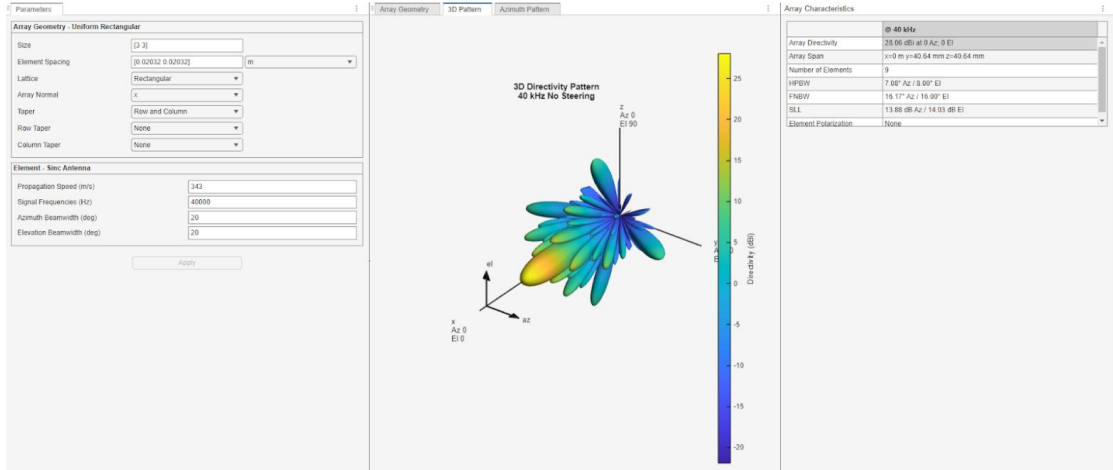 Parameters
Array Geometry - Uniform Rectangular
Size [3 3]
Element Spacing [0.02032 0.02032] m
Lattice Rectangular
Array Normal x
Taper Row and Column
Row Taper None
Column Taper None
Element - Sinc Antenna
Propagation Speed (m/s) 343
Signal Frequencies (Hz) 40000
Azimuth Beamwidth (deg) 20
Elevation Beamwidth (deg) 20
Apply
Array Geometry 3D Pattern Azimuth Pattern
3D Directivity Pattern
40 kHz No Steering
z
Az 0
El 90
y
el
az
x
Az 0
El 0
25
20
15
10
5
0
-5
-10
-15
-20
Directivity (dBi)
Array Characteristics
@ 40 kHz
Array Directivity 28.06 dBi at 0 Az; 0 El
Array Span x=0 m y=40.64 mm z=40.64 mm
Number of Elements 9
HPBW 7.08° Az / 8.00° El
FNBW 16.17° Az / 16.00° El
SLL 13.88 dB Az / 14.03 dB El
Element Polarization None